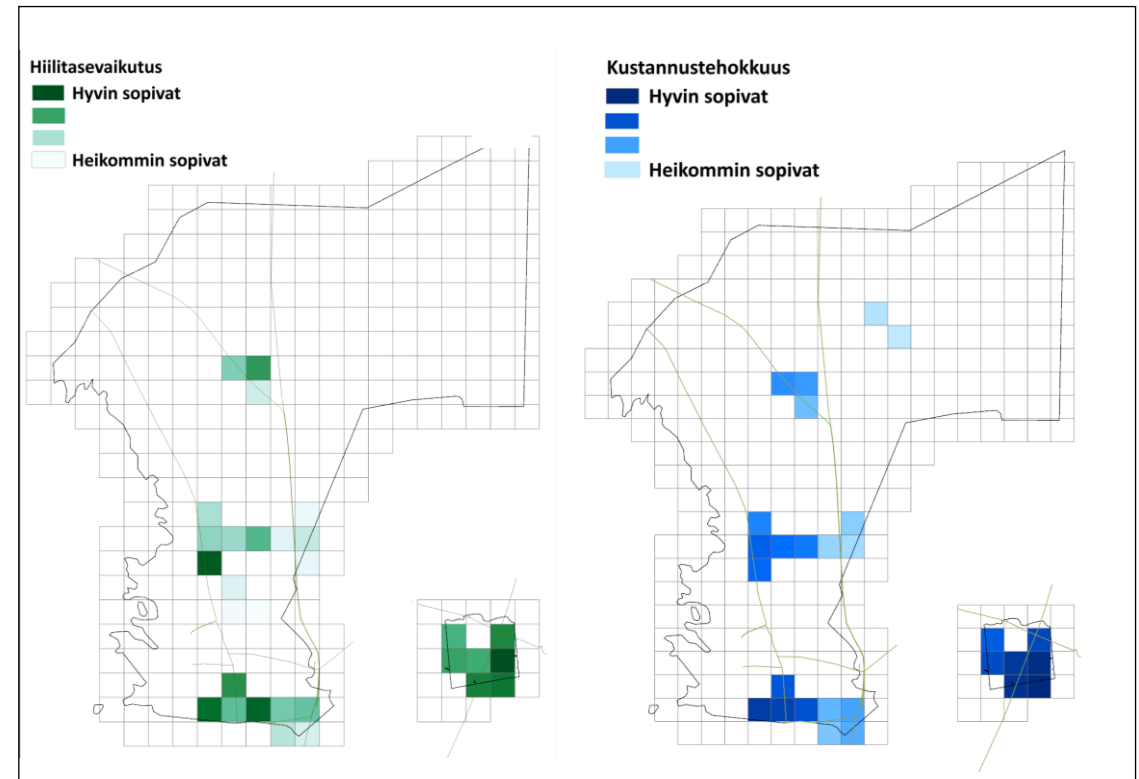 Hiilitasevaikutus
Hyvin sopivat
Heikommin sopivat
Kustannustehokkuus
Hyvin sopivat
Heikommin sopivat